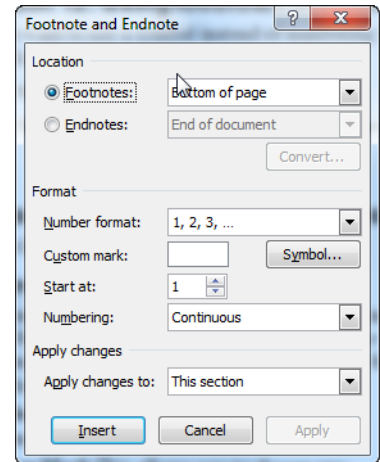 Footnote and Endnote
Location
Footnotes: Bottom of page
Endnotes: End of document
Convert...
Format
Number format: 1, 2, 3, ...
Custom mark: Symbol...
Start at: 1
Numbering: Continuous
Apply changes
Apply changes to: This section
Insert Cancel Apply